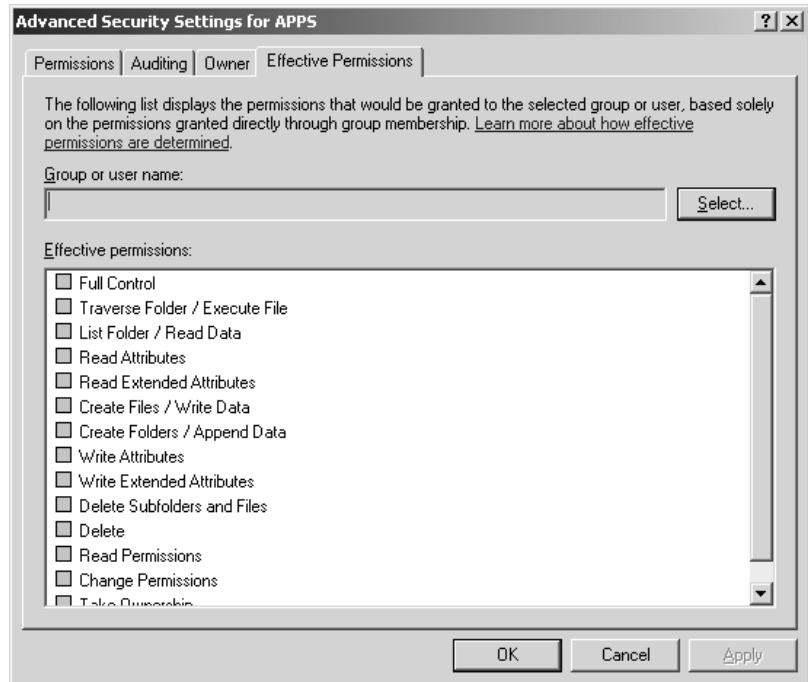 Advanced Security Settings for APPS
Permissions Auditing Owner Effective Permissions
The following list displays the permissions that would be granted to the selected group or user, based solely
on the permissions granted directly through group membership. Learn more about how effective
permissions are determined.
Group or user name:
Select...
Effective permissions:
Full Control
Traverse Folder / Execute File
List Folder / Read Data
Read Attributes
Read Extended Attributes
Create Files / Write Data
Create Folders / Append Data
Write Attributes
Write Extended Attributes
Delete Subfolders and Files
Delete
Read Permissions
Change Permissions
Take Ownership
OK Cancel Apply